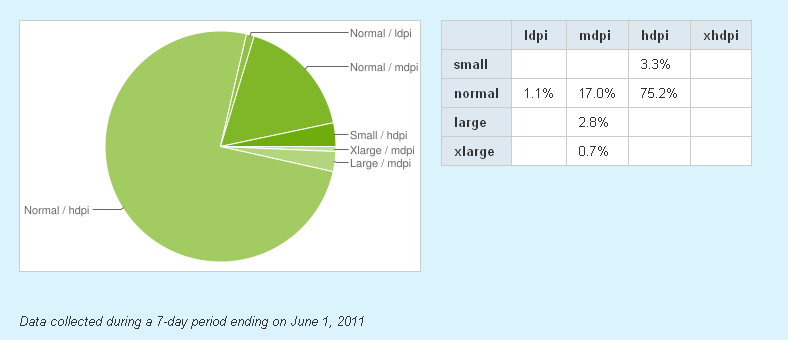 Normal / ldpi
Normal / mdpi
Small / hdpi
Xlarge / mdpi
Large / mdpi
Normal / hdpi
ldpi mdpi hdpi xhdpi
small 3.3%
normal 1.1% 17.0% 75.2%
large 2.8%
xlarge 0.7%
Data collected during a 7-day period ending on June 1, 2011